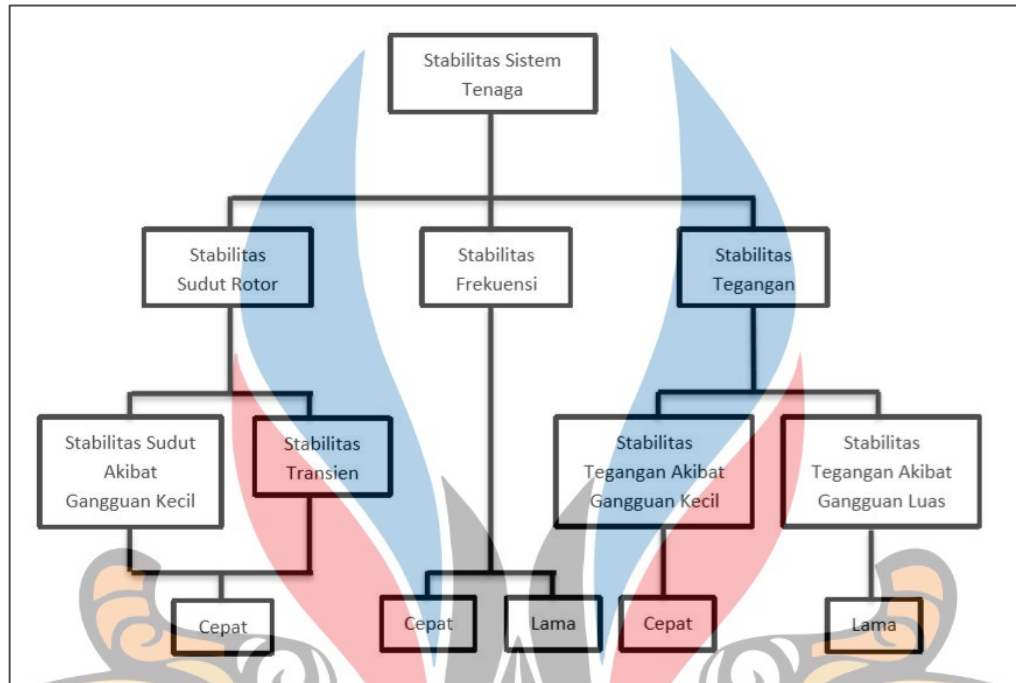 Stabilitas Sistem
Tenaga
Stabilitas
Sudut Rotor
Stabilitas
Frekuensi
Stabilitas
Tegangan
Stabilitas Sudut
Akibat
Gangguan Kecil
Stabilitas
Transien
Stabilitas
Tegangan Akibat
Gangguan Kecil
Stabilitas
Tegangan Akibat
Gangguan Luas
Cepat
Cepat
Lama
Cepat
Lama